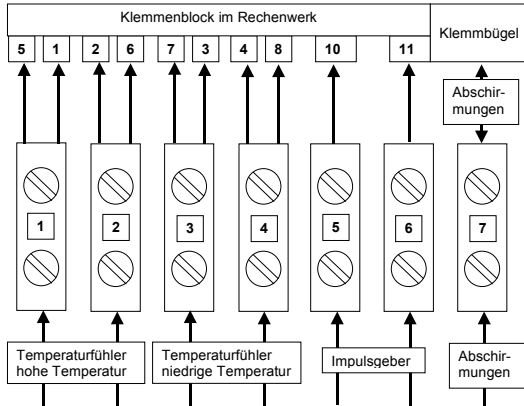 Klemmenblock im Rechenwerk
Klemmbügel
5 1 2 6 7 3 4 8 10 11
Abschir-
mungen
1 2 3 4 5 6 7
Temperaturfühler
hohe Temperatur
Temperaturfühler
niedrige Temperatur
Impulsgeber
Abschir-
mungen